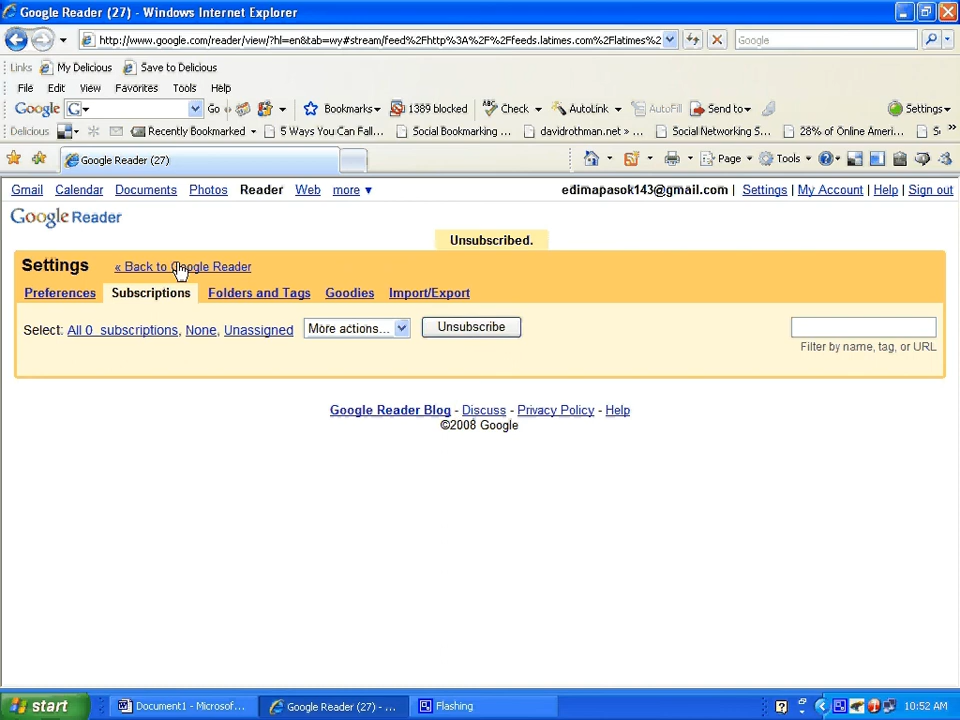 Google Reader (27) - Windows Internet Explorer
http://www.google.com/reader/view/?hl=en&tab=wy#stream/feed%2Fhttp%3A%2F%2Ffeeds.latimes.com%2Flatimes%2
Google
Links My Delicious Save to Delicious
File Edit View Favorites Tools Help
Google G Go Bookmarks 1389 blocked Check AutoLink AutoFill Send to Settings
Delicious Recently Bookmarked 5 Ways You Can Fall... Social Bookmarking ... davidrothman.net » ... Social Networking S... 28% of Online Ameri... »
Google Reader (27) Page Tools
Gmail Calendar Documents Photos Reader Web more ▼ edimapasok143@gmail.com | Settings | My Account | Help | Sign out
Google Reader
Unsubscribed.
Settings « Back to Google Reader
Preferences Subscriptions Folders and Tags Goodies Import/Export
Select: All 0 subscriptions, None, Unassigned More actions... Unsubscribe
Filter by name, tag, or URL
Google Reader Blog - Discuss - Privacy Policy - Help
©2008 Google
start Document1 - Microsof... Google Reader (27) - ... Flashing 10:52 AM